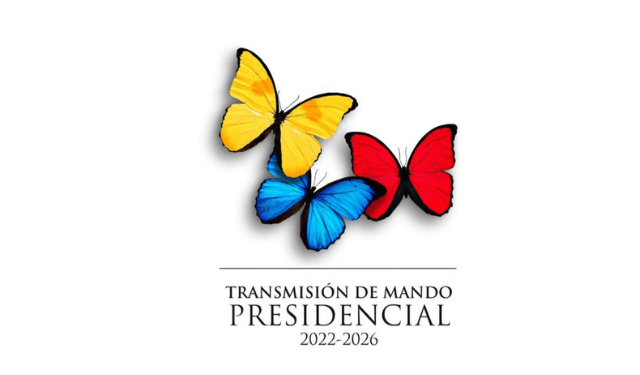 TRANSMISIÓN DE MANDO
PRESIDENCIAL
2022-2026